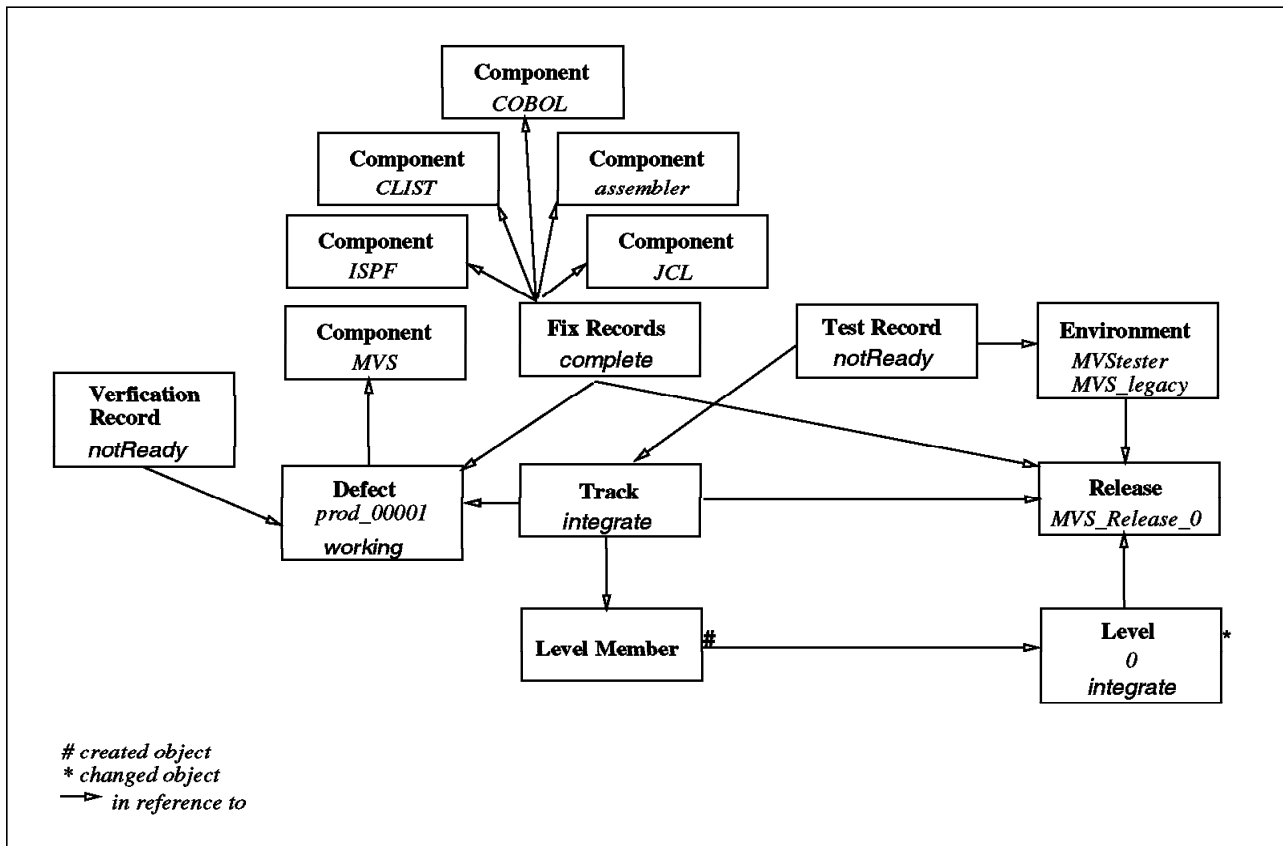 Component
COBOL
Component
CLIST
Component
assembler
Component
ISPF
Component
JCL
Component
MVS
Fix Records
complete
Test Record
notReady
Environment
MVStester
MVS_legacy
Verfication
Record
notReady
Defect
prod_00001
working
Track
integrate
Release
MVS_Release_0
Level Member
#
Level
0
integrate
*
# created object
* changed object
in reference to